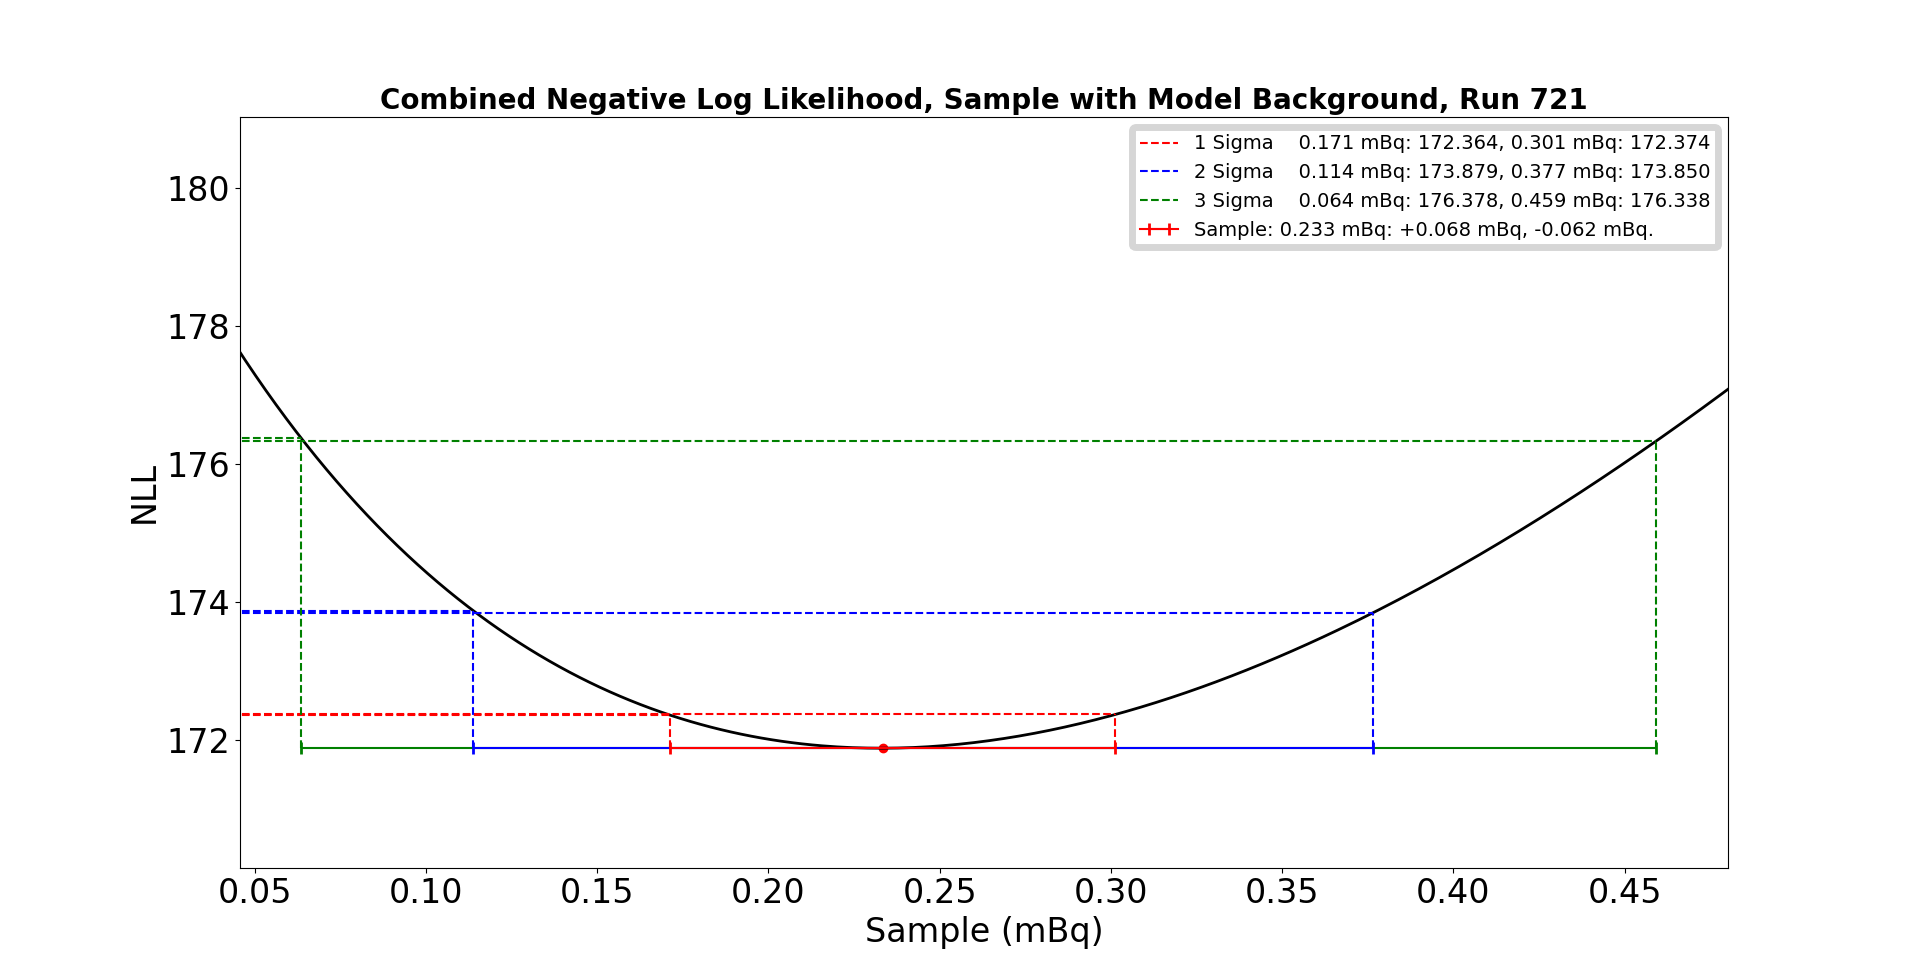 Combined Negative Log Likelihood, Sample with Model Background, Run 721
1 Sigma 0.171 mBq: 172.364, 0.301 mBq: 172.374
2 Sigma 0.114 mBq: 173.879, 0.377 mBq: 173.850
3 Sigma 0.064 mBq: 176.378, 0.459 mBq: 176.338
Sample: 0.233 mBq: +0.068 mBq, -0.062 mBq.
180
178
176
174
172
NLL
0.05 0.10 0.15 0.20 0.25 0.30 0.35 0.40 0.45
Sample (mBq)